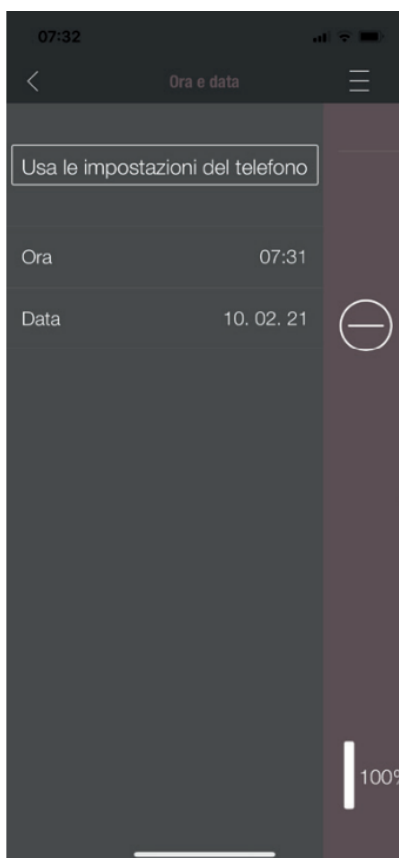 07:32
Ora e data
Usa le impostazioni del telefono
Ora 07:31
Data 10. 02. 21
100%